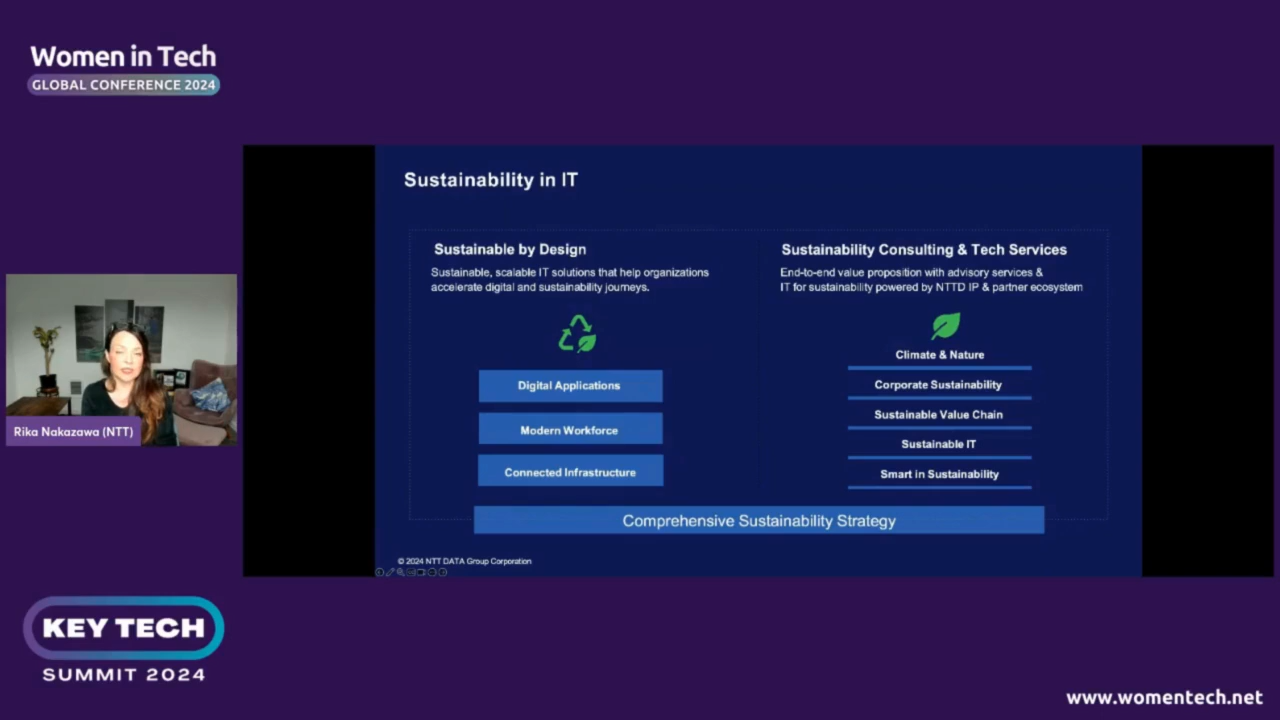 Women in Tech
GLOBAL CONFERENCE 2024
Rika Nakazawa (NTT)
KEY TECH
SUMMIT 2024
Sustainability in IT
Sustainable by Design
Sustainable, scalable IT solutions that help organizations
accelerate digital and sustainability journeys.
Digital Applications
Modern Workforce
Connected Infrastructure
Sustainability Consulting & Tech Services
End-to-end value proposition with advisory services &
IT for sustainability powered by NTTD IP & partner ecosystem
Climate & Nature
Corporate Sustainability
Sustainable Value Chain
Sustainable IT
Smart in Sustainability
Comprehensive Sustainability Strategy
© 2024 NTT DATA Group Corporation
www.womentech.net